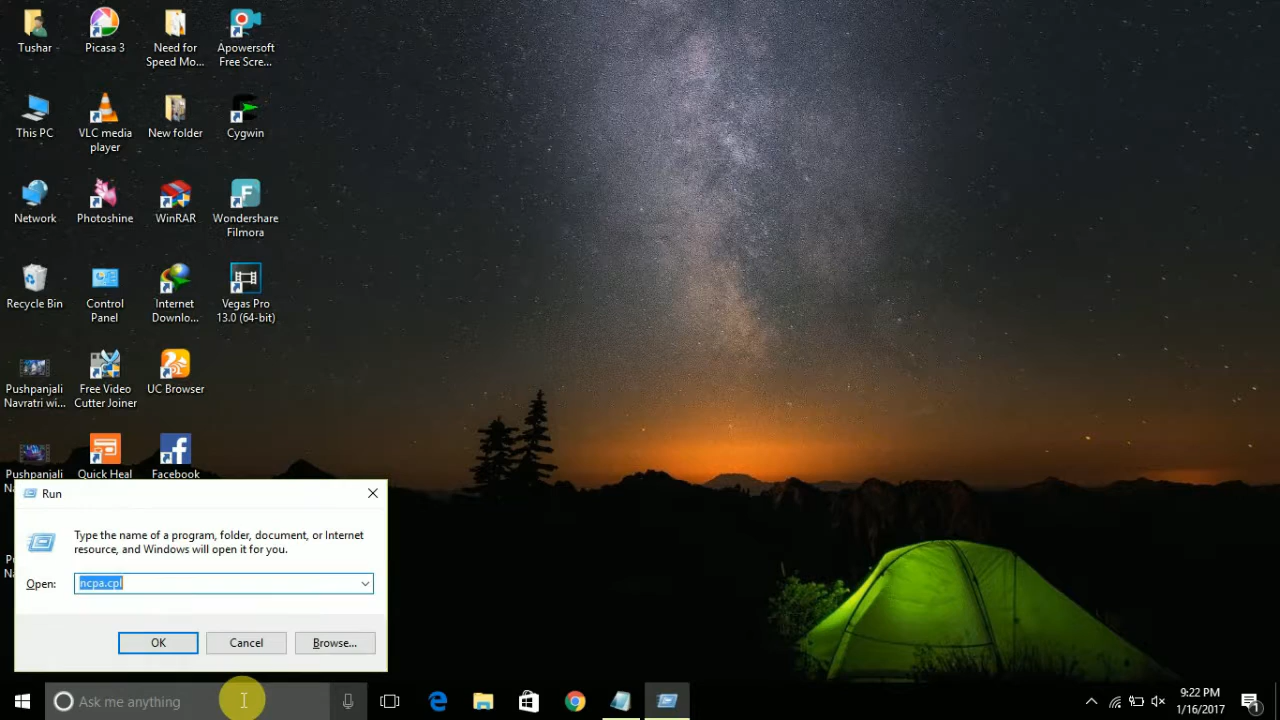 Tushar
Picasa 3
Need for
Speed Mo...
Apowersoft
Free Scre...
This PC
VLC media
player
New folder
Cygwin
Network
Photoshine
WinRAR
Wondershare
Filmora
Recycle Bin
Control
Panel
Internet
Downlo...
Vegas Pro
13.0 (64-bit)
Pushpanjali
Navratri wi...
Free Video
Cutter Joiner
UC Browser
Pushpanjali
Quick Heal
Facebook
Run
Type the name of a program, folder, document, or Internet
resource, and Windows will open it for you.
Open:
ncpa.cpl
OK
Cancel
Browse...
Ask me anything
9:22 PM
1/16/2017
1